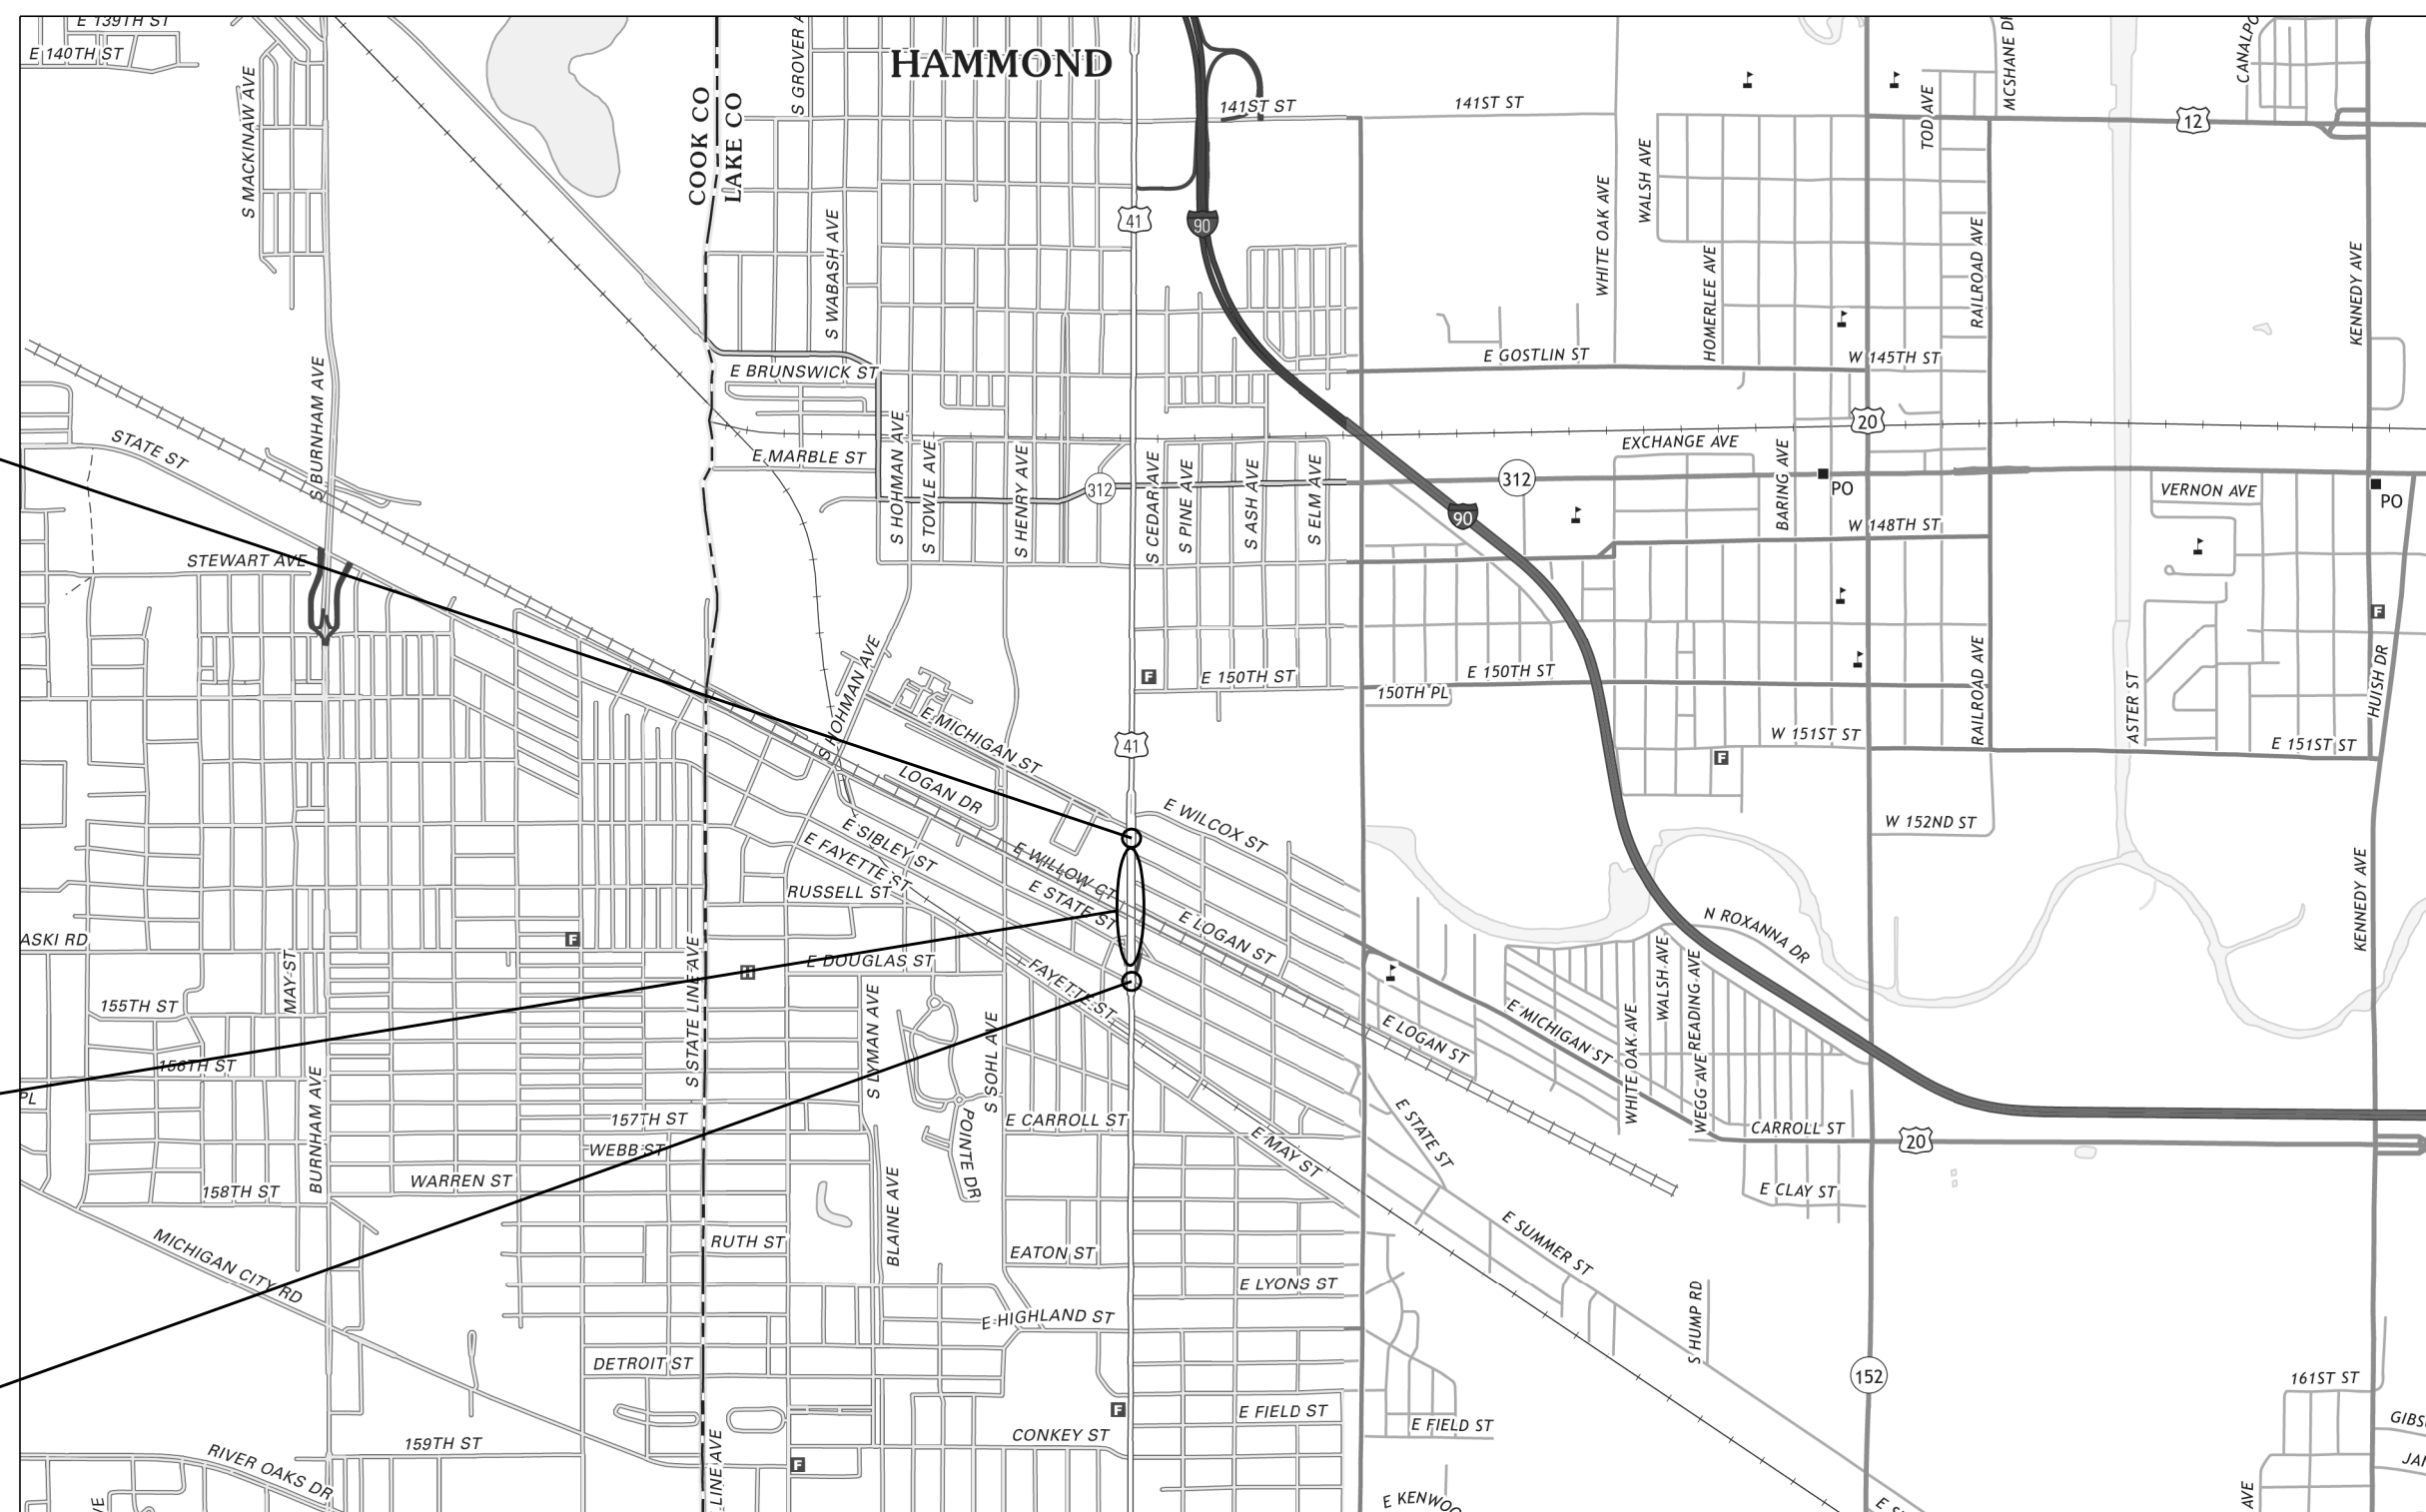 E 139TH ST
E 140TH ST
S MACKINAW AVE
COOK CO
LAKE CO
S GROVER A
HAMMOND
141ST ST
141ST ST
MCSHANE DR
CANALPO
TOD AVE
12
WALSH AVE
WHITE OAK AVE
S WABASH AVE
41
90
HOMERLEE AVE
RAILROAD AVE
KENNEDY AVE
E GOSTLIN ST
W 145TH ST
E BRUNSWICK ST
S BURNHAM AVE
STATE ST
E MARBLE ST
S HOHMAN AVE
S TOWLE AVE
S HENRY AVE
312
S CEDAR AVE
S PINE AVE
S ASH AVE
S ELM AVE
312
90
EXCHANGE AVE
BARING AVE
20
PO
VERNON AVE
PO
W 148TH ST
STEWART AVE
F
F
E 150TH ST
E 150TH ST
150TH PL
RAILROAD AVE
ASTER ST
HUISH DR
S HOHMAN AVE
E MICHIGAN ST
41
W 151ST ST
F
E 151ST ST
LOGAN DR
E WILCOX ST
W 152ND ST
E SIBLEY ST
E FAYETTE ST
E WILLOW CT
E STATE ST
RUSSELL ST
E LOGAN ST
N ROXANNA DR
KENNEDY AVE
ASKI RD
F
H
E DOUGLAS ST
FAYETTE ST
MAY ST
155TH ST
S STATE LINE AVE
S LYMAN AVE
S SOHL AVE
E LOGAN ST
E MICHIGAN ST
WHITE OAK AVE
WALSH AVE
READING AVE
WEGG AVE
156TH ST
PL
BURNHAM AVE
157TH ST
WEBB ST
WARREN ST
158TH ST
POINTE DR
E CARROLL ST
E MAY ST
E STATE ST
CARROLL ST
20
E CLAY ST
BLAINE AVE
RUTH ST
EATON ST
E LYONS ST
E SUMMER ST
MICHIGAN CITY RD
E HIGHLAND ST
S HUMP RD
DETROIT ST
152
161ST ST
F
E FIELD ST
E FIELD ST
GIBS
159TH ST
RIVER OAKS DR
LINE AVE
F
CONKEY ST
JA
VE
E KENWOO
E S
AVE